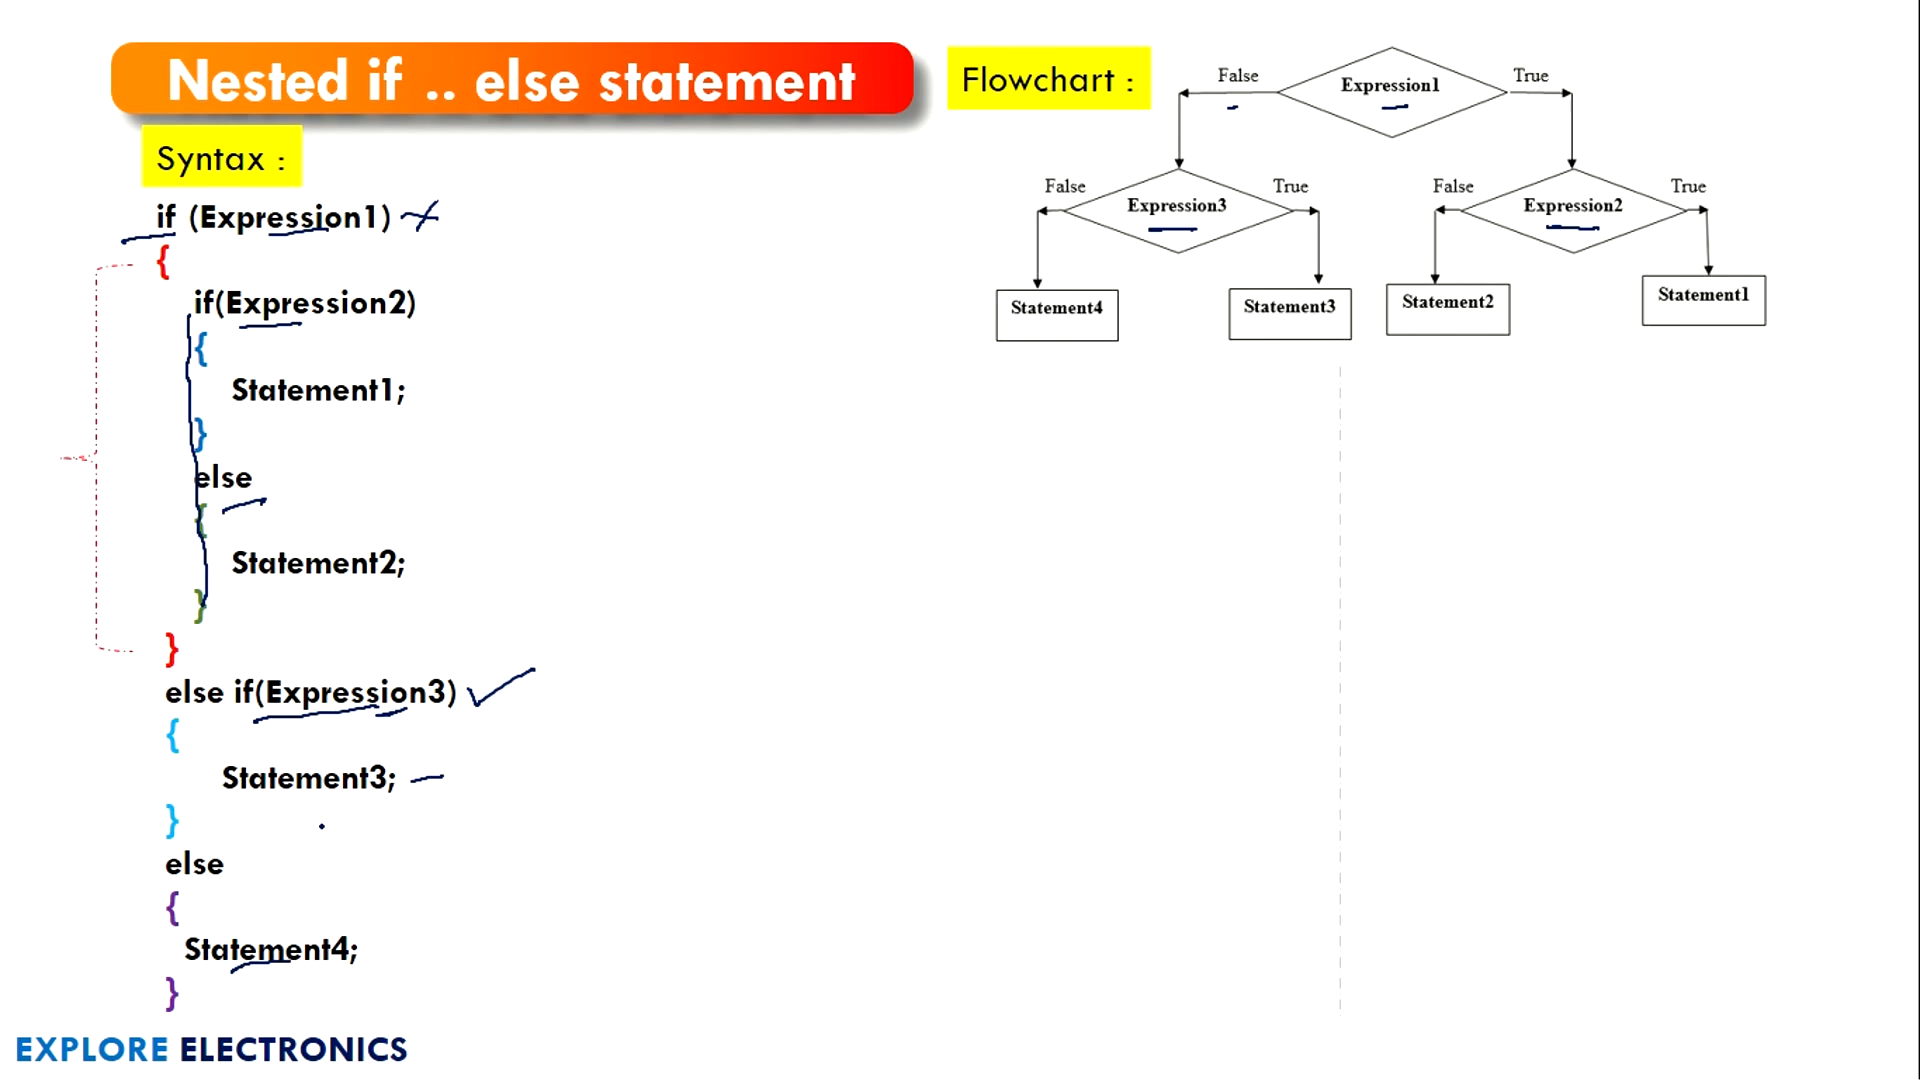 Nested if .. else statement
Syntax :
if (Expression1)
{
if(Expression2)
{
Statement1;
}
else
{
Statement2;
}
}
else if(Expression3)
{
Statement3;
}
else
{
Statement4;
}
EXPLORE ELECTRONICS
Flowchart :
False Expression1 True
False Expression3 True
False Expression2 True
Statement4
Statement3
Statement2
Statement1